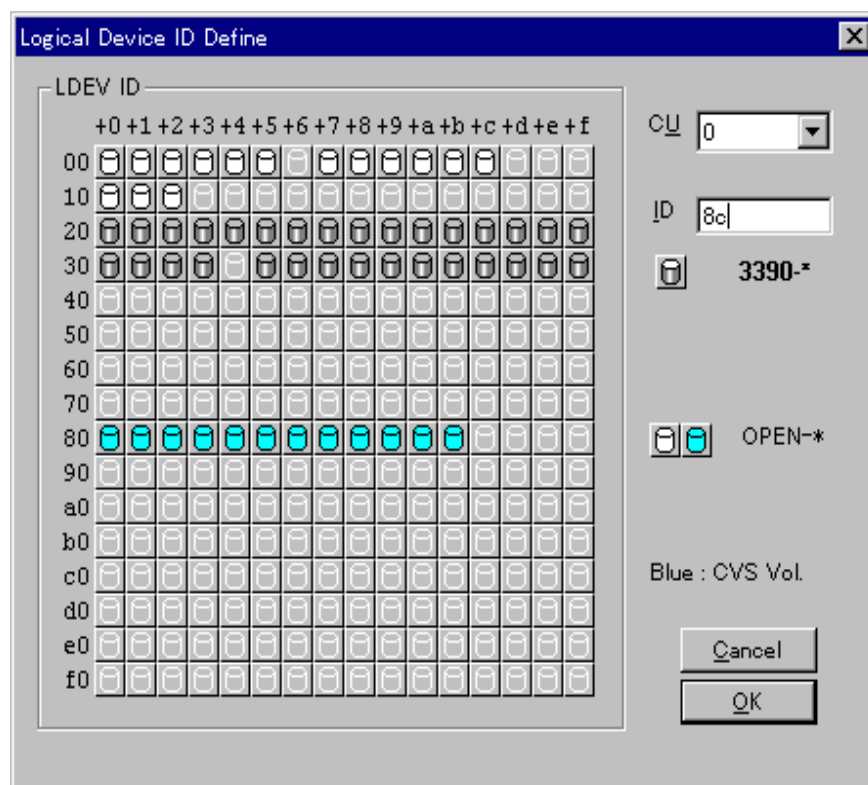 Logical Device ID Define
LDEV ID
+0 +1 +2 +3 +4 +5 +6 +7 +8 +9 +a +b +c +d +e +f
00
10
20
30
40
50
60
70
80
90
a0
b0
c0
d0
e0
f0
CU 0
ID 8c
3390-*
OPEN-*
Blue : CVS Vol.
Cancel
OK